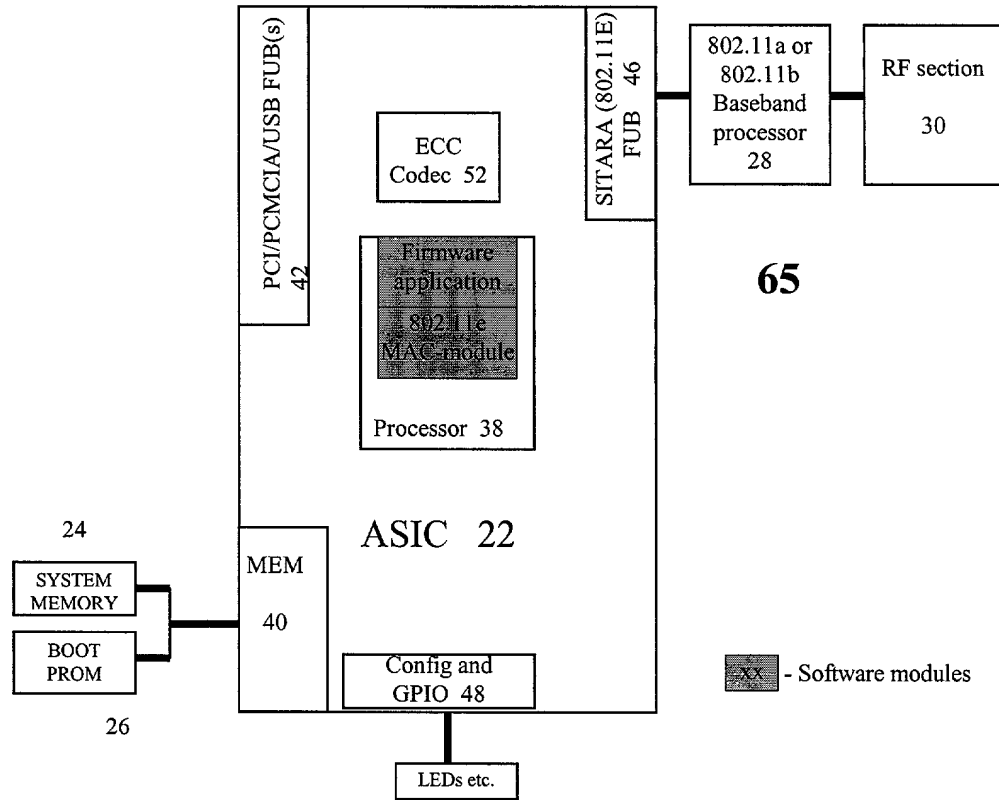 PCI/PCMCIA/USB FUB(s)
42
ECC
Codec 52
SITARA (802.11E)
FUB 46
802.11a or
802.11b
Baseband
processor
28
RF section
30
65
Firmware
application
802.11e
MAC-module
Processor 38
ASIC 22
24
SYSTEM
MEMORY
BOOT
PROM
26
MEM
40
Config and
GPIO 48
LEDs etc.
xx - Software modules